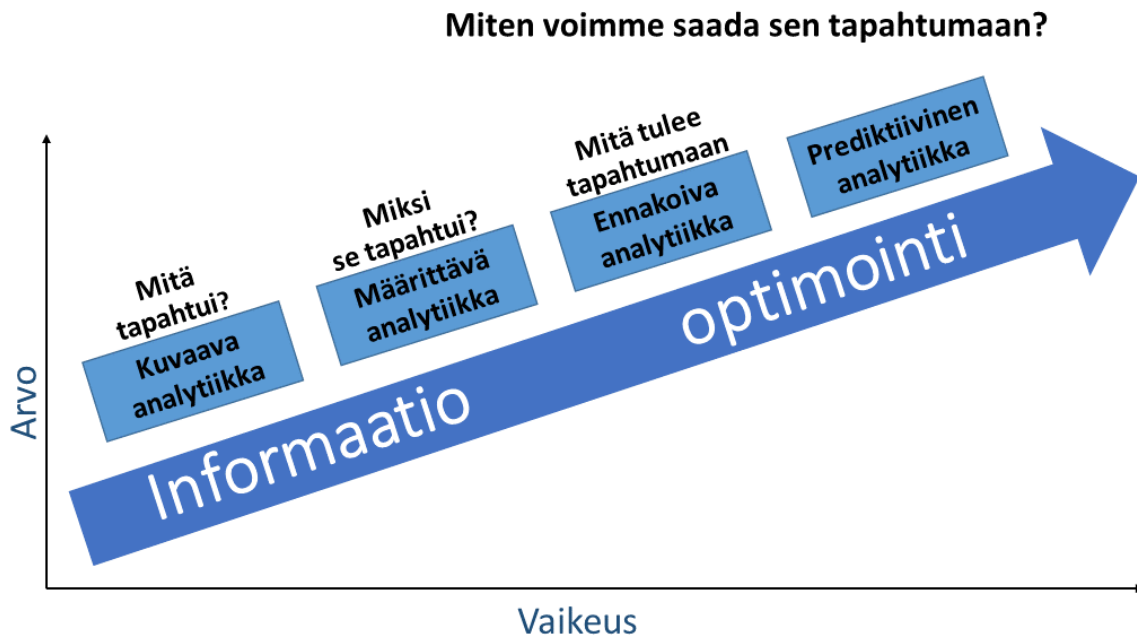 Miten voimme saada sen tapahtumaan?
Mitä
tapahtui?
Kuvaava
analytiikka
Miksi
se tapahtui?
Määrittävä
analytiikka
Mitä tulee
tapahtumaan
Ennakoiva
analytiikka
Prediktiivinen
analytiikka
Informaatio
optimointi
Arvo
Vaikeus